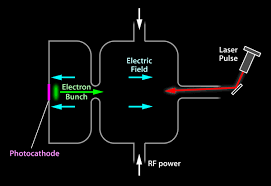 Laser
Pulse
Electric
Field
Electron
Bunch
Photocathode
RF power